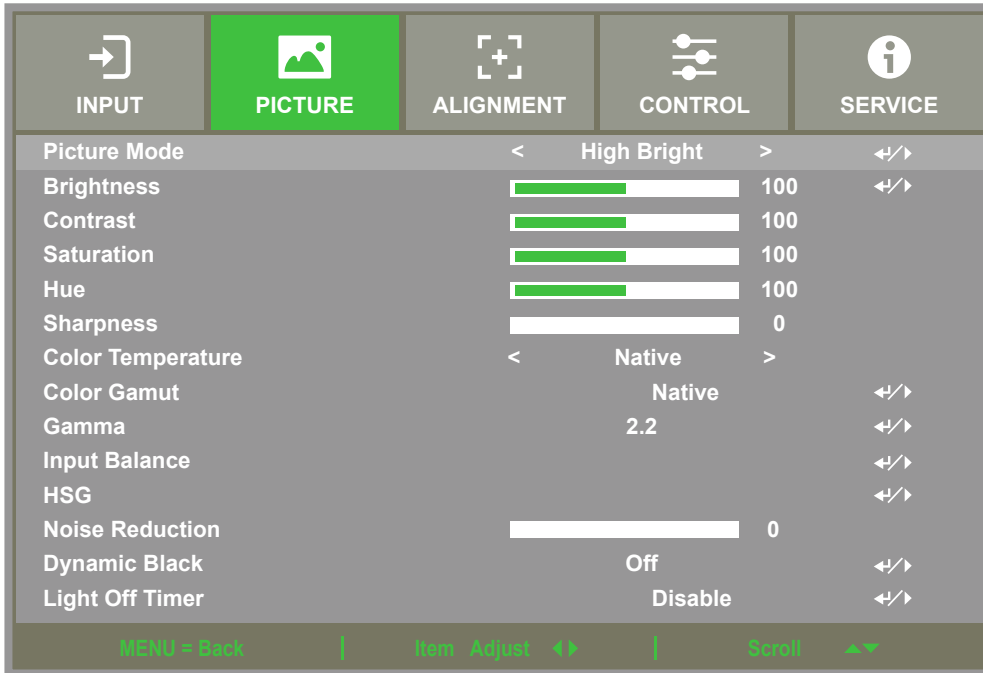 INPUT PICTURE ALIGNMENT CONTROL SERVICE
Picture Mode < High Bright >
Brightness 100
Contrast 100
Saturation 100
Hue 100
Sharpness 0
Color Temperature < Native >
Color Gamut Native
Gamma 2.2
Input Balance
HSG
Noise Reduction 0
Dynamic Black Off
Light Off Timer Disable
MENU = Back | Item Adjust | Scroll